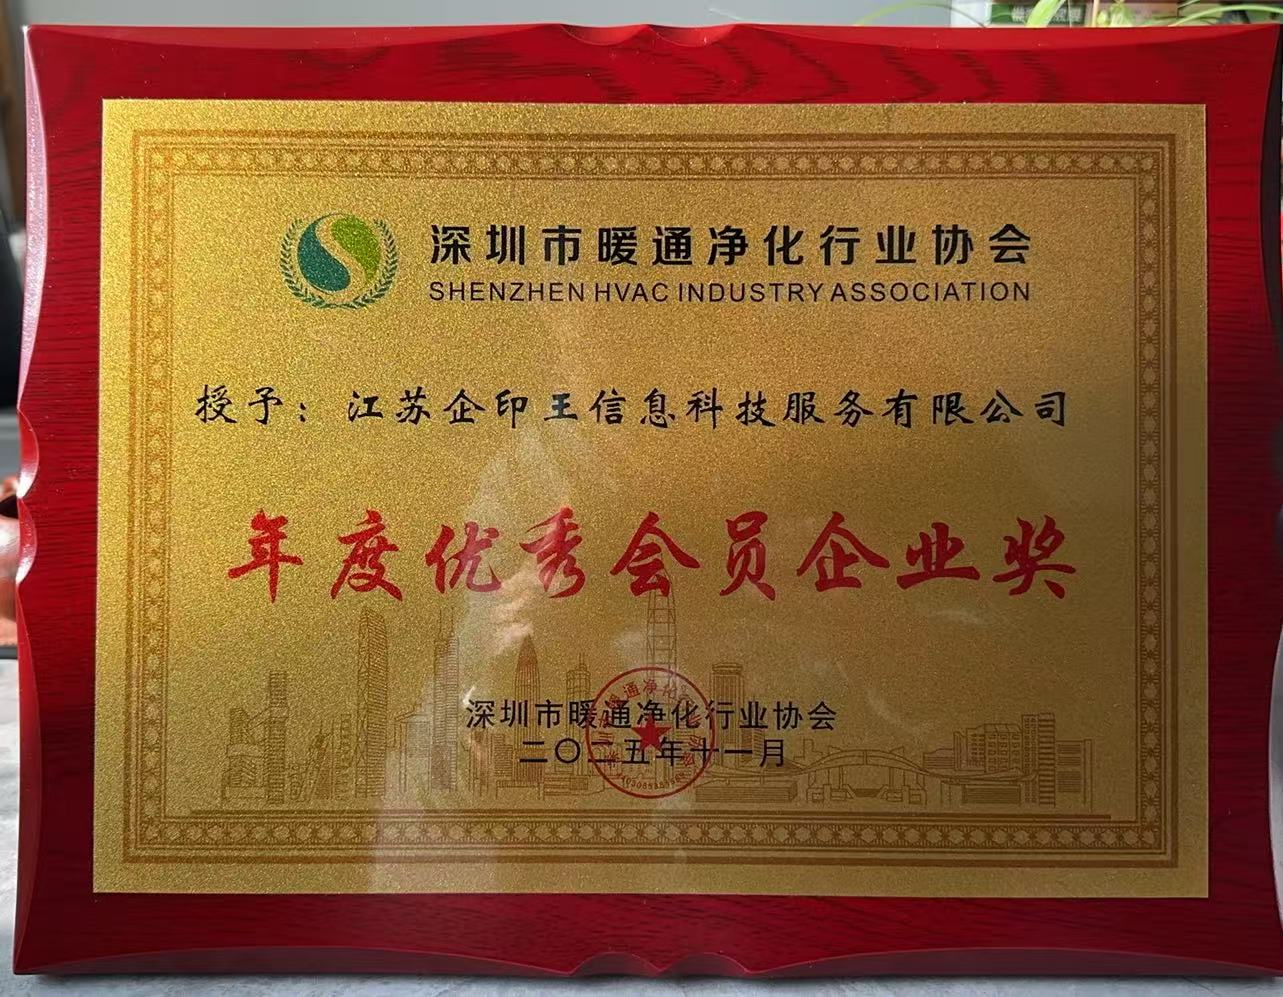 深圳市暖通净化行业协会
SHENZHEN HVAC INDUSTRY ASSOCIATION
授予：江苏企印王信息科技服务有限公司
年度优秀会员企业奖
深圳市暖通净化行业协会
二〇二五年十一月